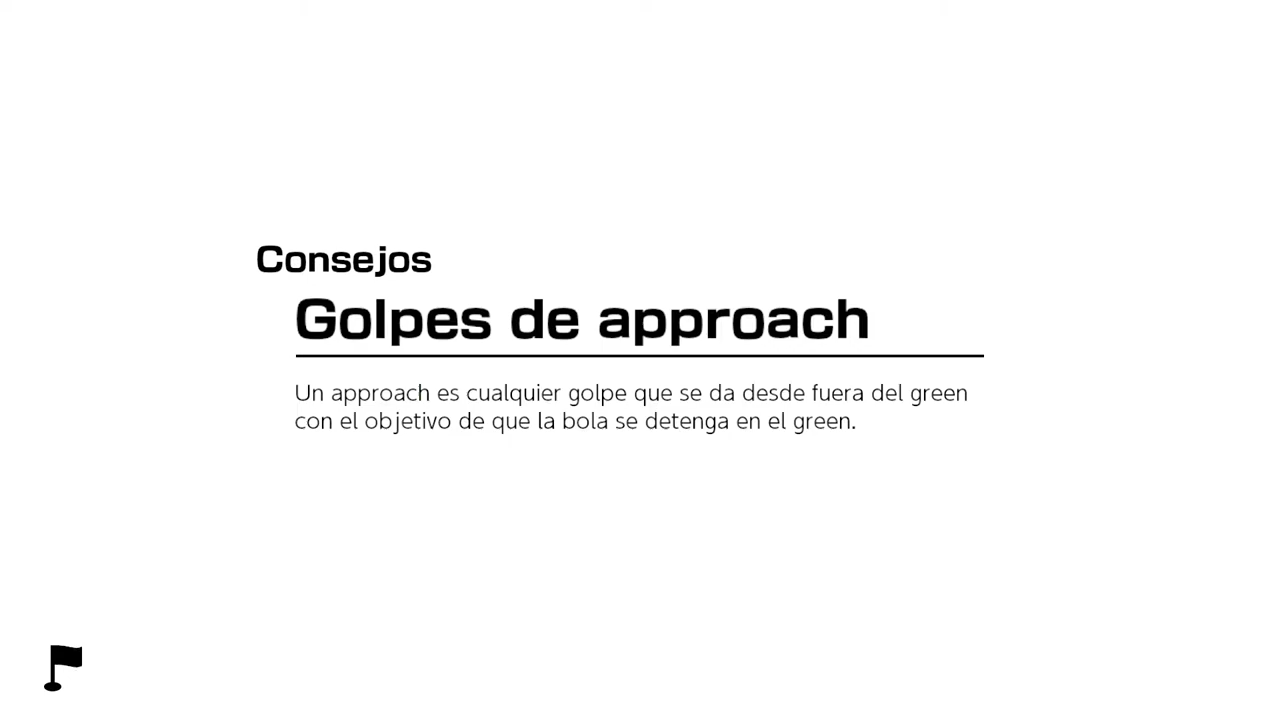 Consejos
Golpes de approach
Un approach es cualquier golpe que se da desde fuera del green
con el objetivo de que la bola se detenga en el green.